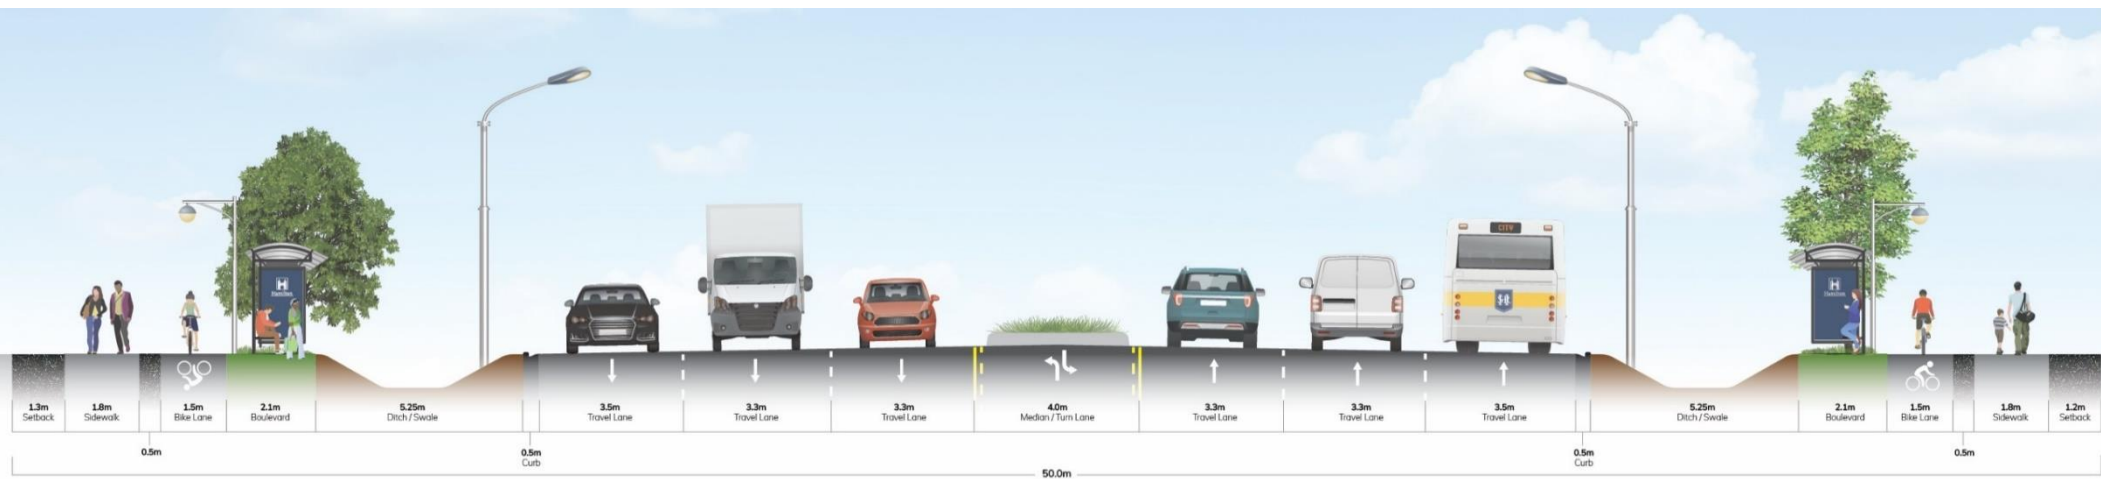 H
Hamilton
CITY
H
Hamilton
1.3m
Setback
1.8m
Sidewalk
1.5m
Bike Lane
2.1m
Boulevard
5.25m
Ditch / Swale
3.5m
Travel Lane
3.3m
Travel Lane
3.3m
Travel Lane
4.0m
Median / Turn Lane
3.3m
Travel Lane
3.3m
Travel Lane
3.5m
Travel Lane
5.25m
Ditch / Swale
2.1m
Boulevard
1.5m
Bike Lane
1.8m
Sidewalk
1.2m
Setback
0.5m
0.5m
Curb
0.5m
Curb
0.5m
50.0m